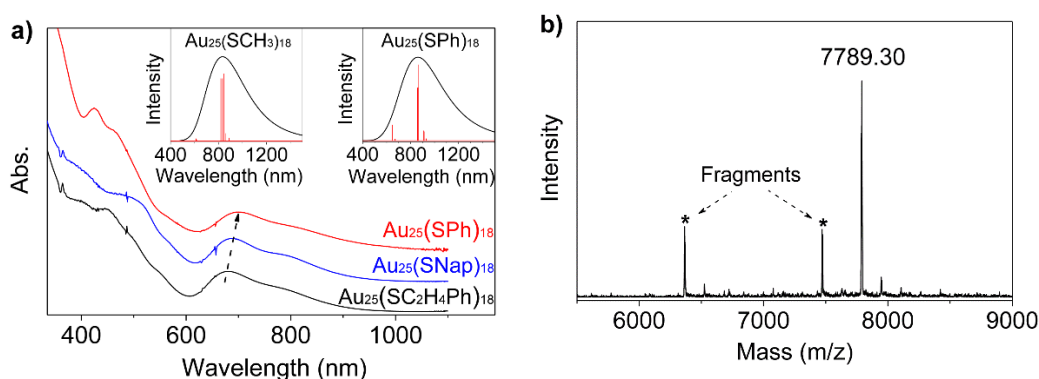 a)
Abs.
Au25(SCH3)18
Intensity
400 800 1200
Wavelength (nm)
Au25(SPh)18
Intensity
400 800 1200
Wavelength (nm)
Au25(SPh)18
Au25(SNap)18
Au25(SC2H4Ph)18
400 600 800 1000
Wavelength (nm)
b)
Intensity
7789.30
Fragments
* *
6000 7000 8000 9000
Mass (m/z)